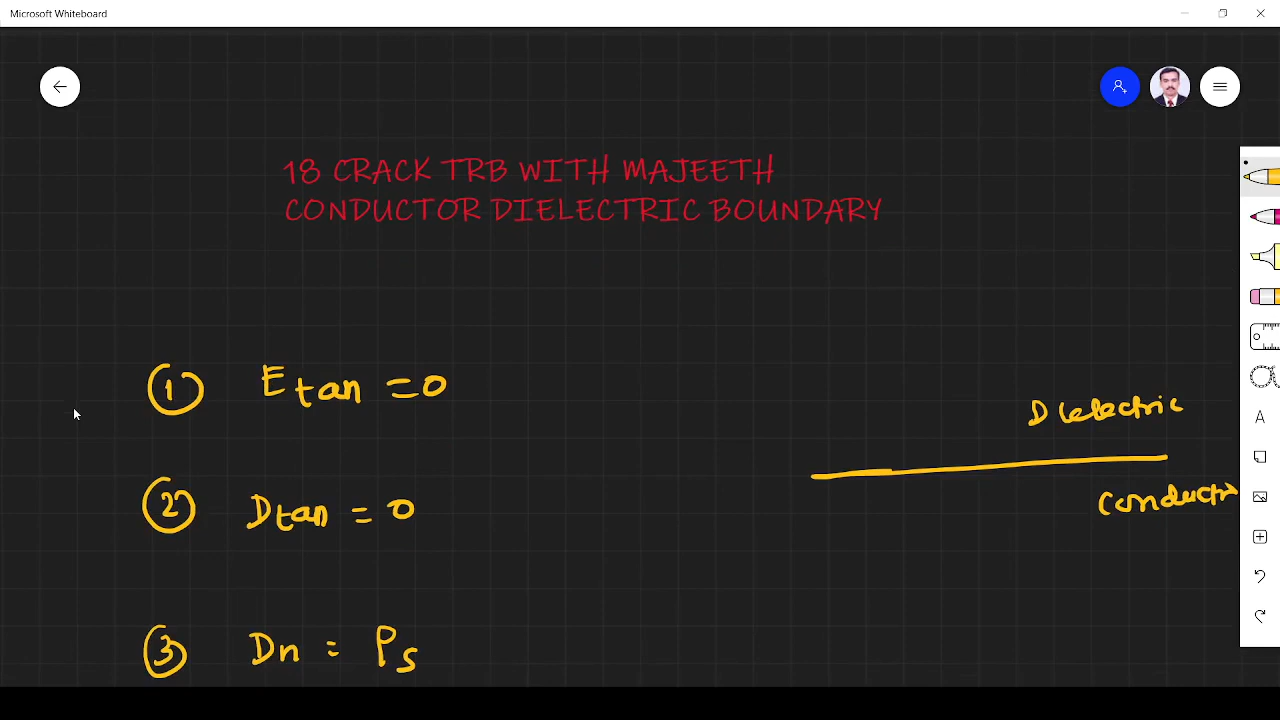 Microsoft Whiteboard
18 CRACK TRB WITH MAJEETH
CONDUCTOR DIELECTRIC BOUNDARY
① Etan = 0
Dielectric
Conductor
② Dtan = 0
③ Dn = ρs
A